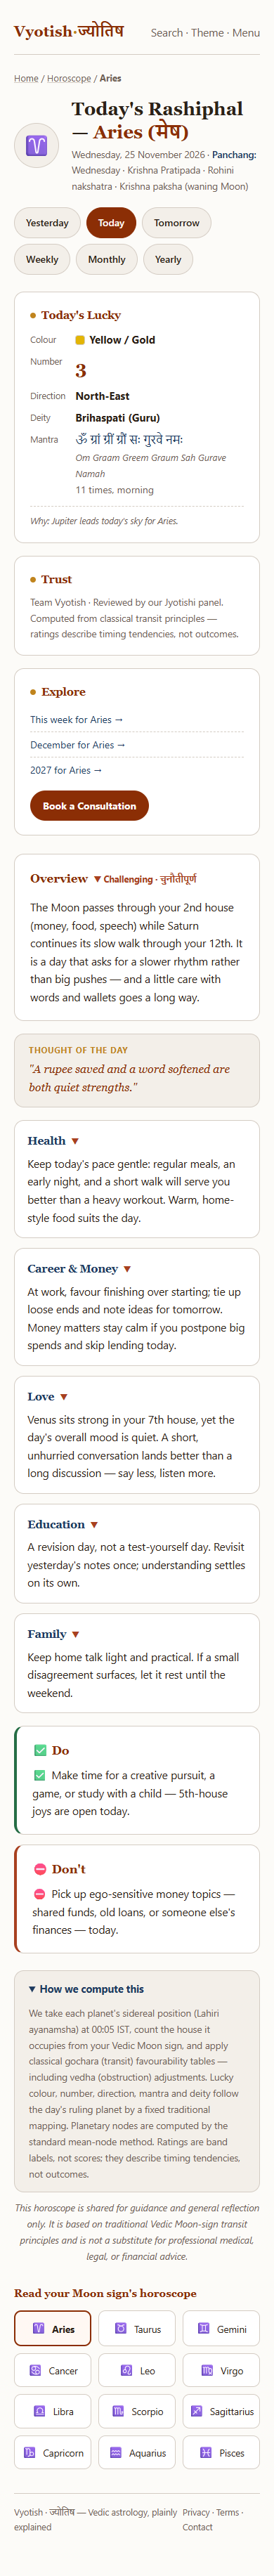 Vyotish·ज्योतिष
Search · Theme · Menu
Home / Horoscope / Aries
Today's Rashiphal
— Aries (मेष)
Wednesday, 25 November 2026 · Panchang:
Wednesday · Krishna Pratipada · Rohini
nakshatra · Krishna paksha (waning Moon)
Yesterday
Today
Tomorrow
Weekly
Monthly
Yearly
Today's Lucky
Colour Yellow / Gold
Number 3
Direction North-East
Deity Brihaspati (Guru)
Mantra ॐ ग्रां ग्रीं ग्रौं सः गुरवे नमः
Om Graam Greem Graum Sah Gurave
Namah
11 times, morning
Why: Jupiter leads today's sky for Aries.
Trust
Team Vyotish · Reviewed by our Jyotishi panel.
Computed from classical transit principles —
ratings describe timing tendencies, not outcomes.
Explore
This week for Aries →
December for Aries →
2027 for Aries →
Book a Consultation
Overview ▼ Challenging · चुनौतीपूर्ण
The Moon passes through your 2nd house
(money, food, speech) while Saturn
continues its slow walk through your 12th. It
is a day that asks for a slower rhythm rather
than big pushes — and a little care with
words and wallets goes a long way.
THOUGHT OF THE DAY
"A rupee saved and a word softened are
both quiet strengths."
Health ▼
Keep today's pace gentle: regular meals, an
early night, and a short walk will serve you
better than a heavy workout. Warm, home-
style food suits the day.
Career & Money ▼
At work, favour finishing over starting; tie up
loose ends and note ideas for tomorrow.
Money matters stay calm if you postpone big
spends and skip lending today.
Love ▼
Venus sits strong in your 7th house, yet the
day's overall mood is quiet. A short,
unhurried conversation lands better than a
long discussion — say less, listen more.
Education ▼
A revision day, not a test-yourself day. Revisit
yesterday's notes once; understanding settles
on its own.
Family ▼
Keep home talk light and practical. If a small
disagreement surfaces, let it rest until the
weekend.
✅ Do
✅ Make time for a creative pursuit, a
game, or study with a child — 5th-house
joys are open today.
⛔ Don't
⛔ Pick up ego-sensitive money topics —
shared funds, old loans, or someone else's
finances — today.
▼ How we compute this
We take each planet's sidereal position (Lahiri
ayanamsha) at 00:05 IST, count the house it
occupies from your Vedic Moon sign, and apply
classical gochara (transit) favourability tables —
including vedha (obstruction) adjustments. Lucky
colour, number, direction, mantra and deity follow
the day's ruling planet by a fixed traditional
mapping. Planetary nodes are computed by the
standard mean-node method. Ratings are band
labels, not scores; they describe timing tendencies,
not outcomes.
This horoscope is shared for guidance and general reflection
only. It is based on traditional Vedic Moon-sign transit
principles and is not a substitute for professional medical,
legal, or financial advice.
Read your Moon sign's horoscope
♈ Aries
♉ Taurus
♊ Gemini
♋ Cancer
♌ Leo
♍ Virgo
♎ Libra
♏ Scorpio
♐ Sagittarius
♑ Capricorn
♒ Aquarius
♓ Pisces
Vyotish · ज्योतिष — Vedic astrology, plainly
explained
Privacy · Terms ·
Contact